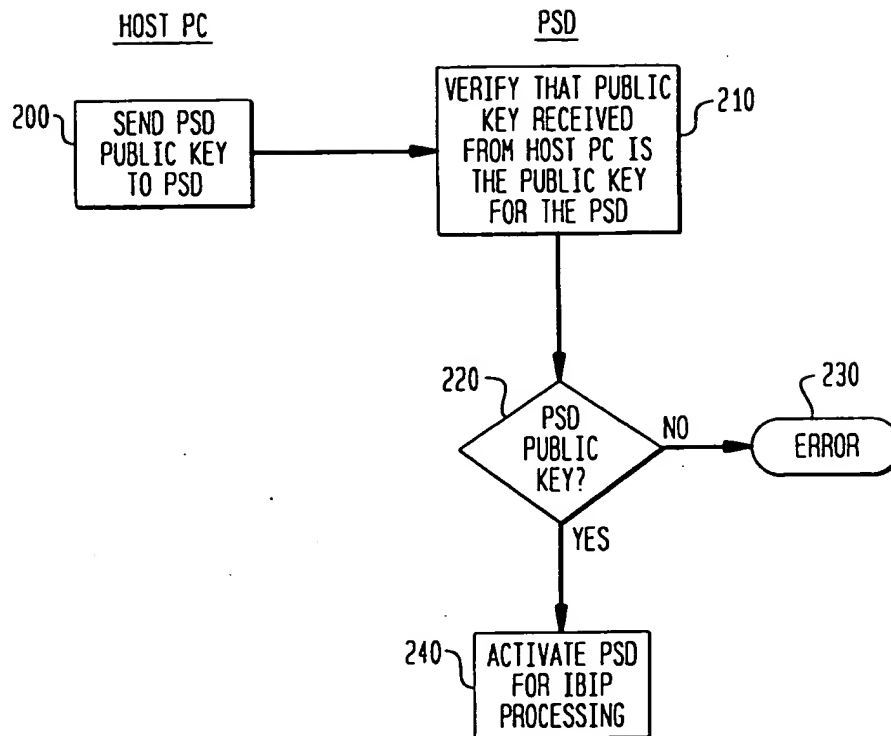 HOST PC
PSD
200
SEND PSD
PUBLIC KEY
TO PSD
VERIFY THAT PUBLIC
KEY RECEIVED
FROM HOST PC IS
THE PUBLIC KEY
FOR THE PSD
210
220
PSD
PUBLIC
KEY?
NO
230
ERROR
YES
240
ACTIVATE PSD
FOR IBIP
PROCESSING